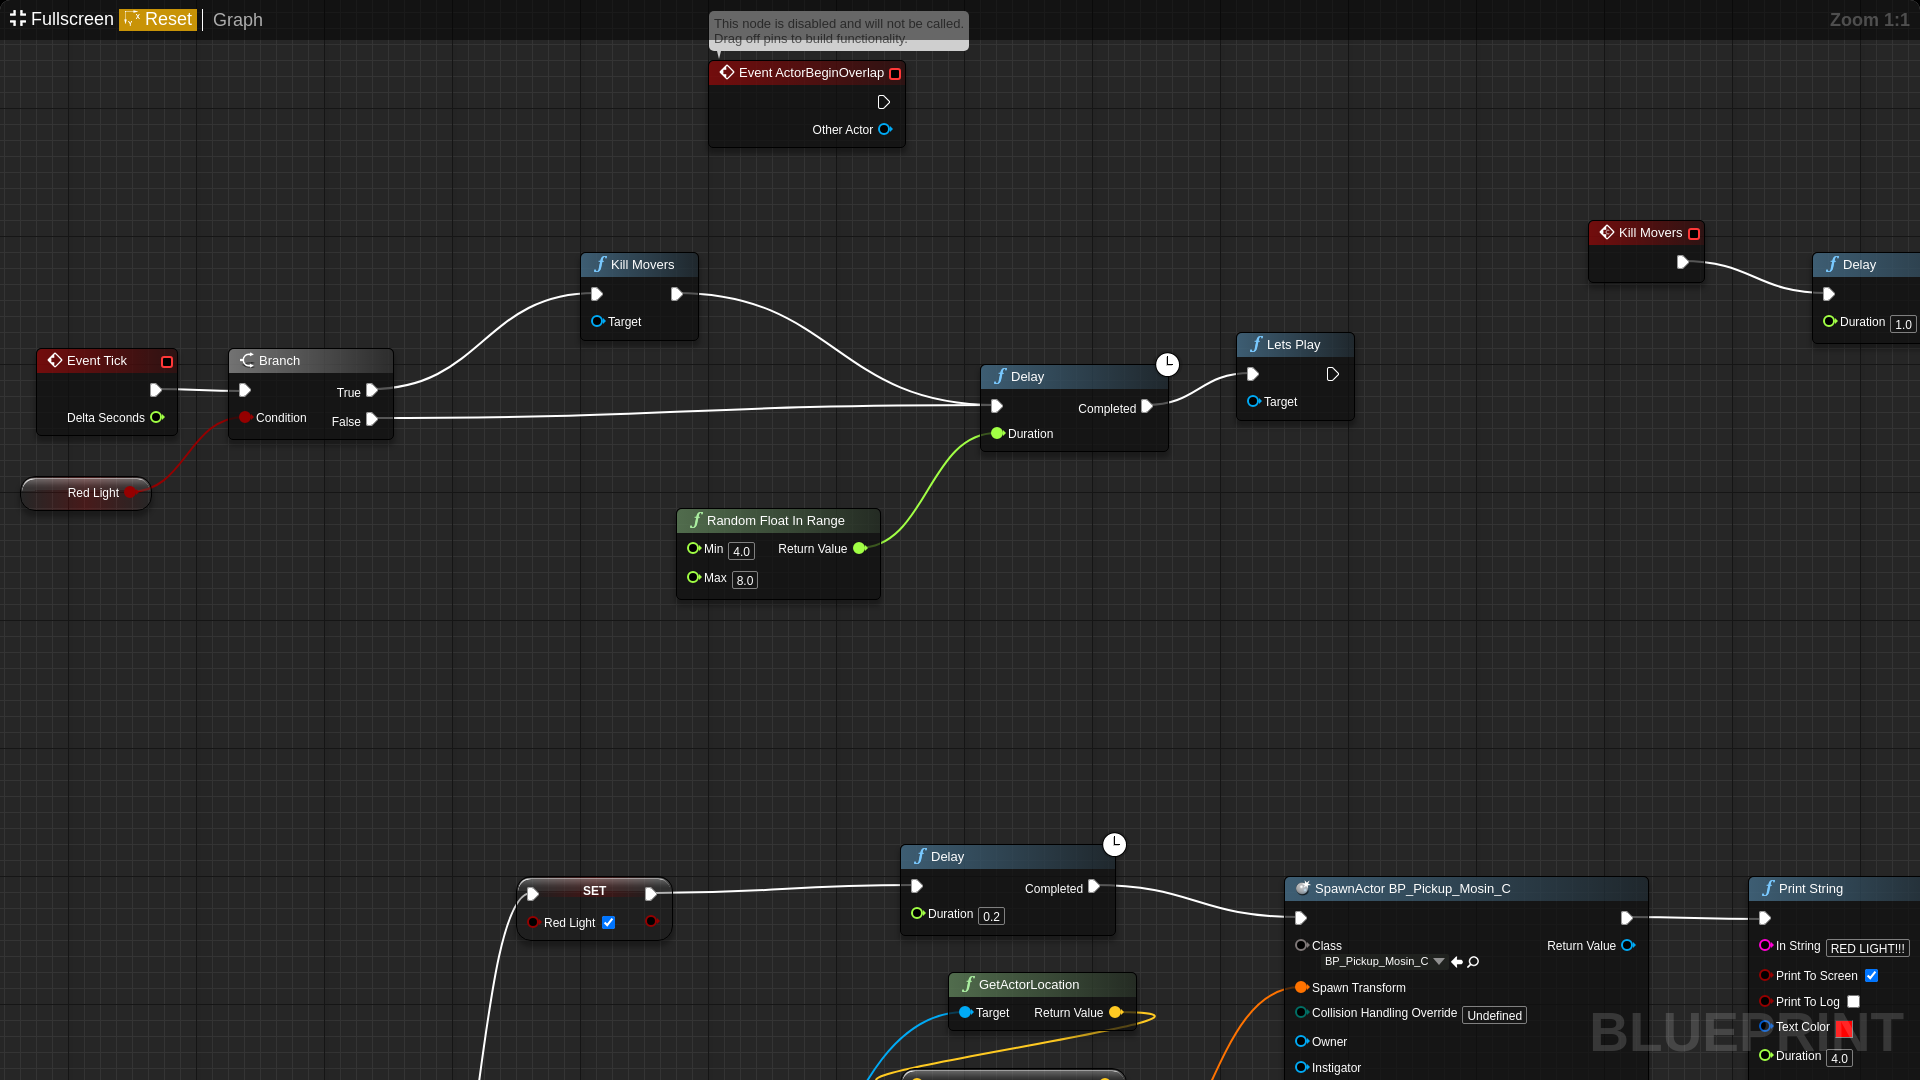 Fullscreen Reset Graph Zoom 1:1
This node is disabled and will not be called.
Drag off pins to build functionality.
Event ActorBeginOverlap
Other Actor
Kill Movers
Delay
Duration 1.0
Kill Movers
Target
Event Tick
Delta Seconds
Branch
True
Condition
False
Red Light
Delay
Completed
Duration
Lets Play
Target
Random Float In Range
Min 4.0 Return Value
Max 8.0
SET
Red Light
Delay
Completed
Duration 0.2
GetActorLocation
Target Return Value
SpawnActor BP_Pickup_Mosin_C
Class Return Value
BP_Pickup_Mosin_C
Spawn Transform
Collision Handling Override Undefined
Owner
Instigator
Print String
In String RED LIGHT!!!
Print To Screen
Print To Log
Text Color
Duration 4.0
BLUEPRINT